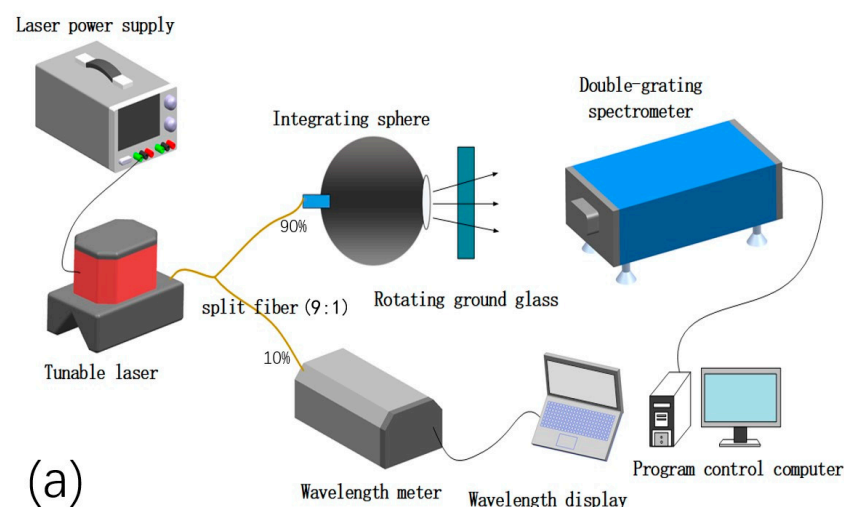 Laser power supply
Double-grating
spectrometer
Integrating sphere
90%
split fiber(9:1)
Rotating ground glass
10%
Tunable laser
Program control computer
Wavelength meter
Wavelength display
(a)